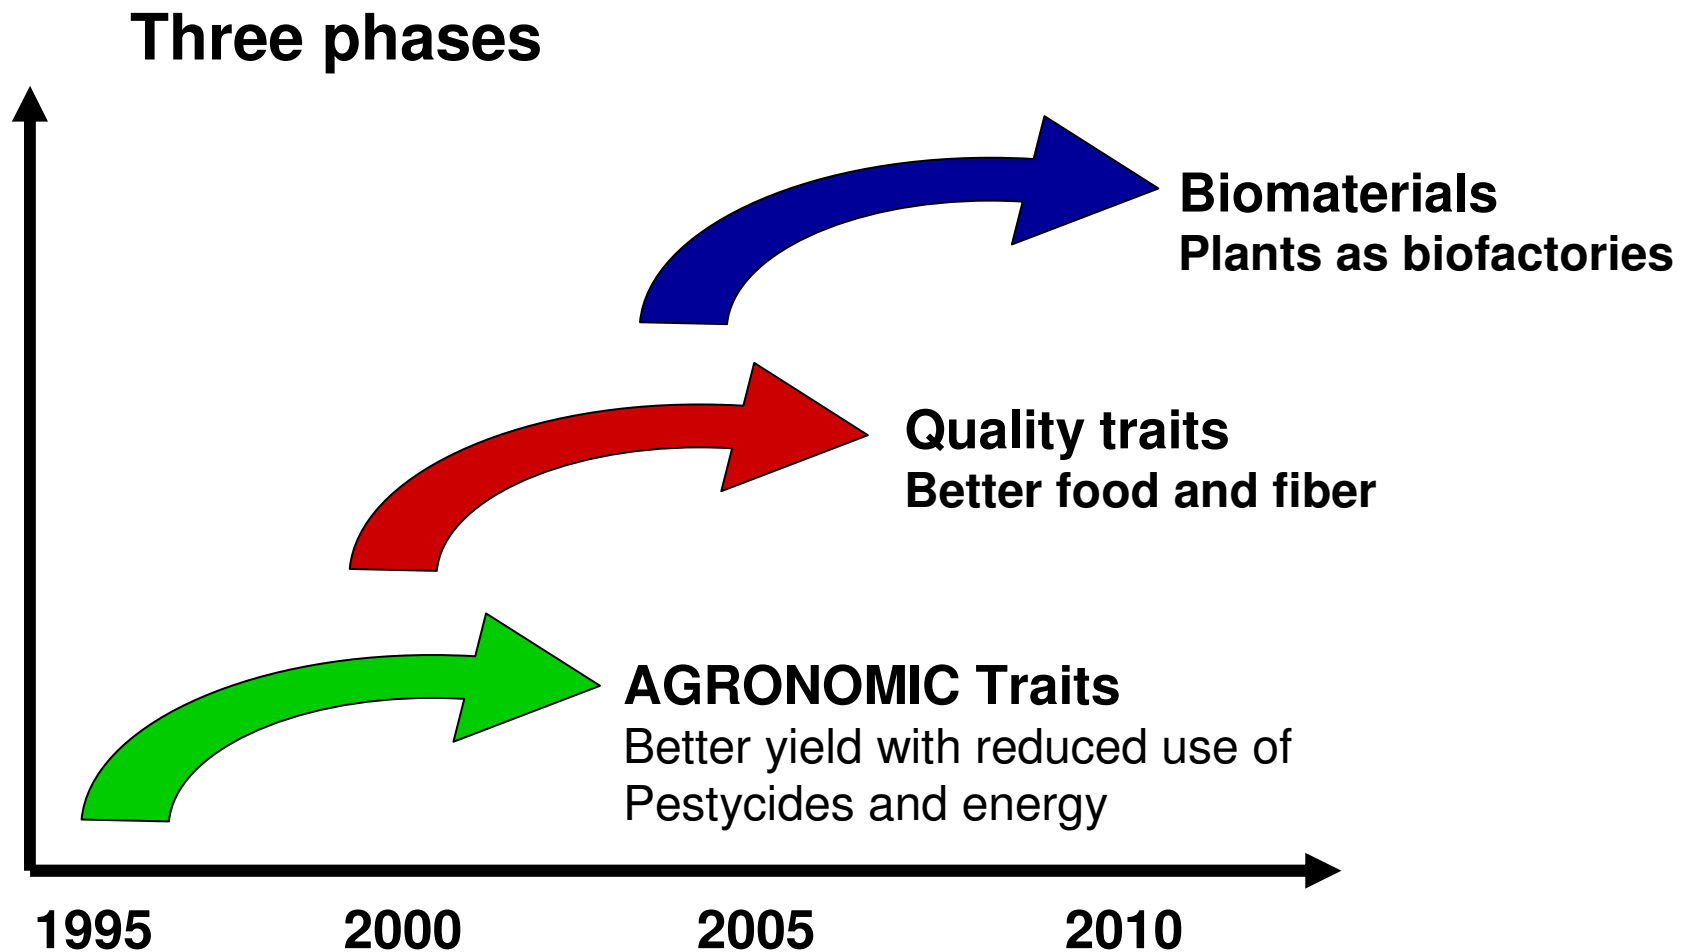 Three phases
Biomaterials
Plants as biofactories
Quality traits
Better food and fiber
AGRONOMIC Traits
Better yield with reduced use of
Pestycides and energy
1995 2000 2005 2010